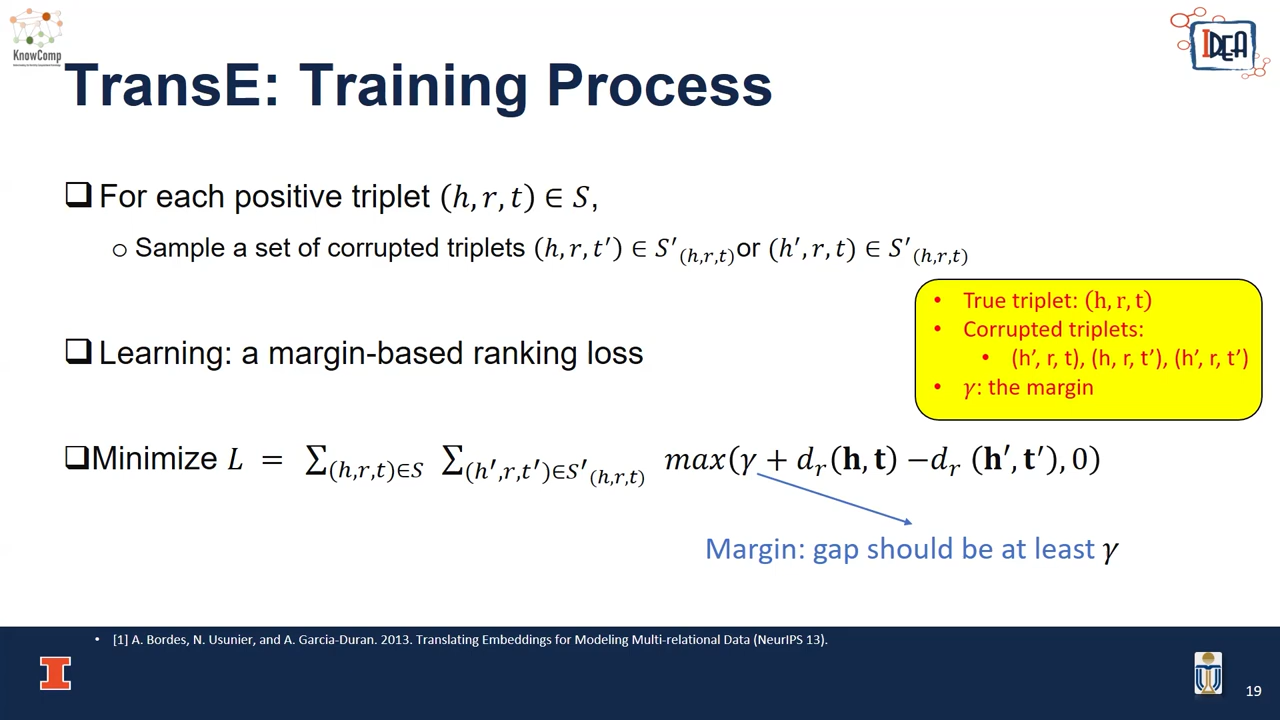 KnowComp
IDEA
TransE: Training Process
❑ For each positive triplet (h, r, t) ∈ S,
o Sample a set of corrupted triplets (h, r, t′) ∈ S′(h,r,t) or (h′, r, t) ∈ S′(h,r,t)
• True triplet: (h, r, t)
• Corrupted triplets:
• (h′, r, t), (h, r, t′), (h′, r, t′)
• γ: the margin
❑ Learning: a margin-based ranking loss
❑ Minimize L = ∑(h,r,t)∈S ∑(h′,r,t′)∈S′(h,r,t) max(γ + d_r(h, t) − d_r (h′, t′), 0)
Margin: gap should be at least γ
• [1] A. Bordes, N. Usunier, and A. Garcia-Duran. 2013. Translating Embeddings for Modeling Multi-relational Data (NeurIPS 13).
19